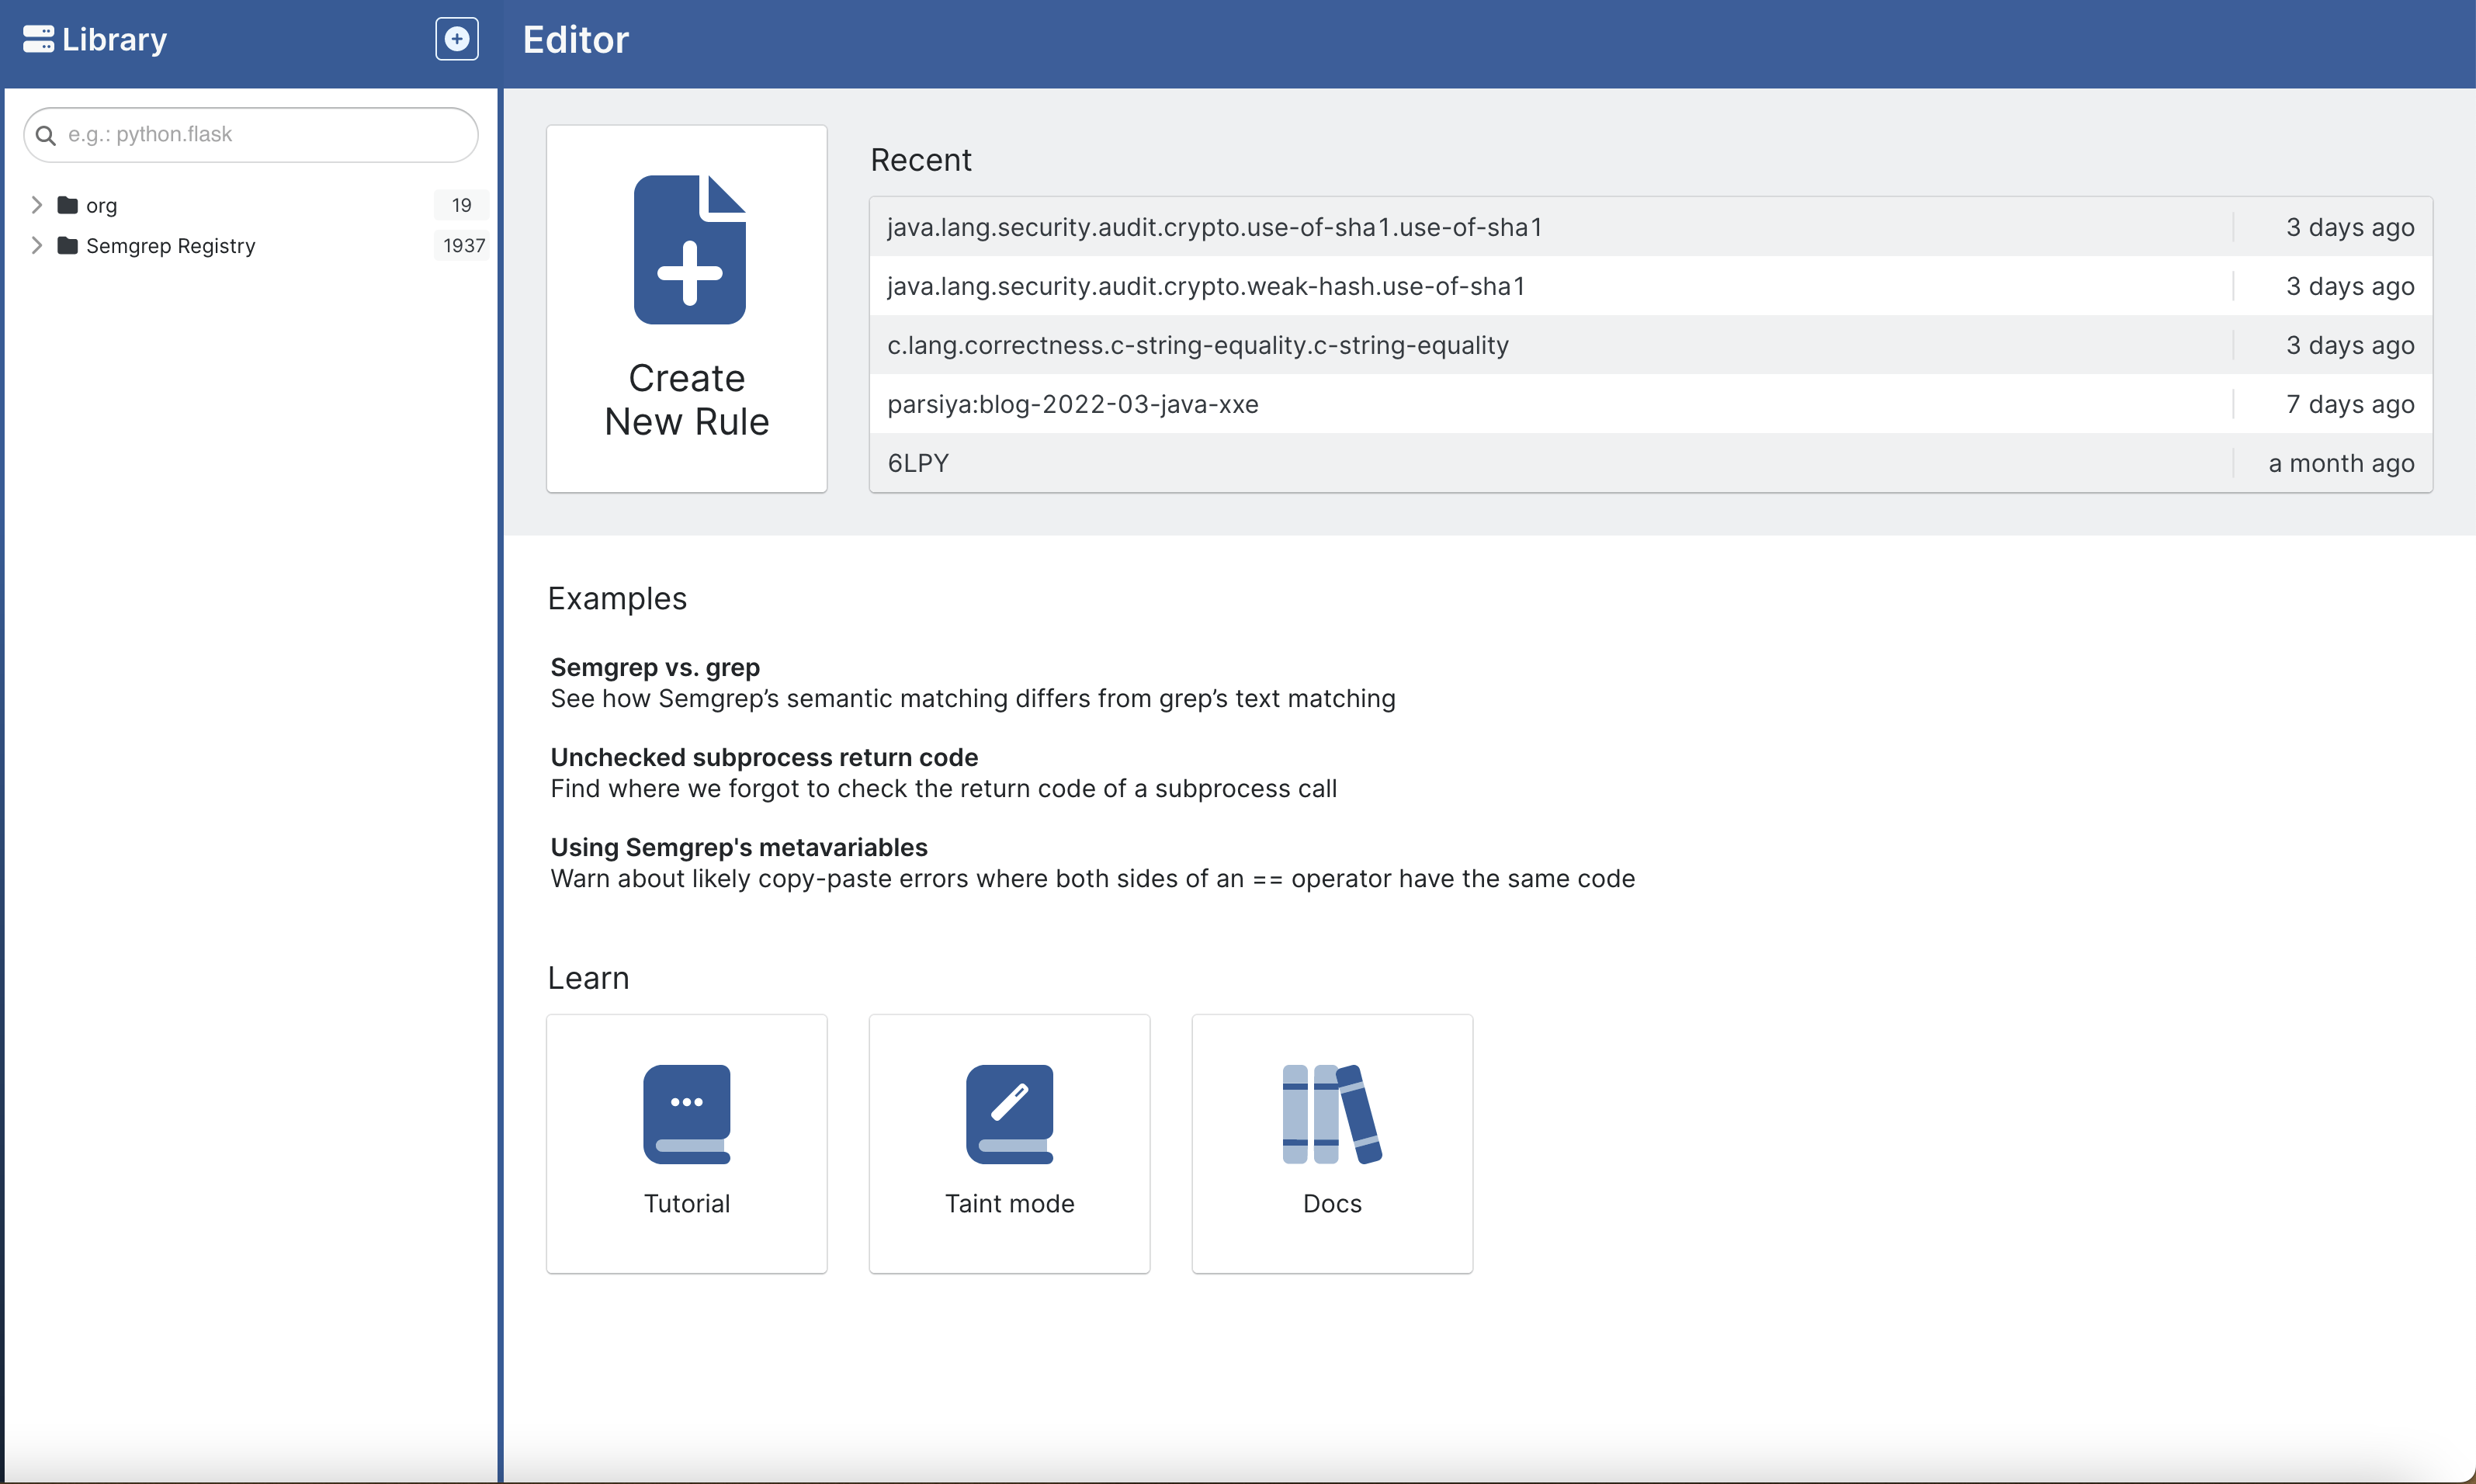 Library
Editor
e.g.: python.flask
org 19
Semgrep Registry 1937
Create
New Rule
Recent
java.lang.security.audit.crypto.use-of-sha1.use-of-sha1 3 days ago
java.lang.security.audit.crypto.weak-hash.use-of-sha1 3 days ago
c.lang.correctness.c-string-equality.c-string-equality 3 days ago
parsiya:blog-2022-03-java-xxe 7 days ago
6LPY a month ago
Examples
Semgrep vs. grep
See how Semgrep’s semantic matching differs from grep’s text matching
Unchecked subprocess return code
Find where we forgot to check the return code of a subprocess call
Using Semgrep's metavariables
Warn about likely copy-paste errors where both sides of an == operator have the same code
Learn
Tutorial
Taint mode
Docs